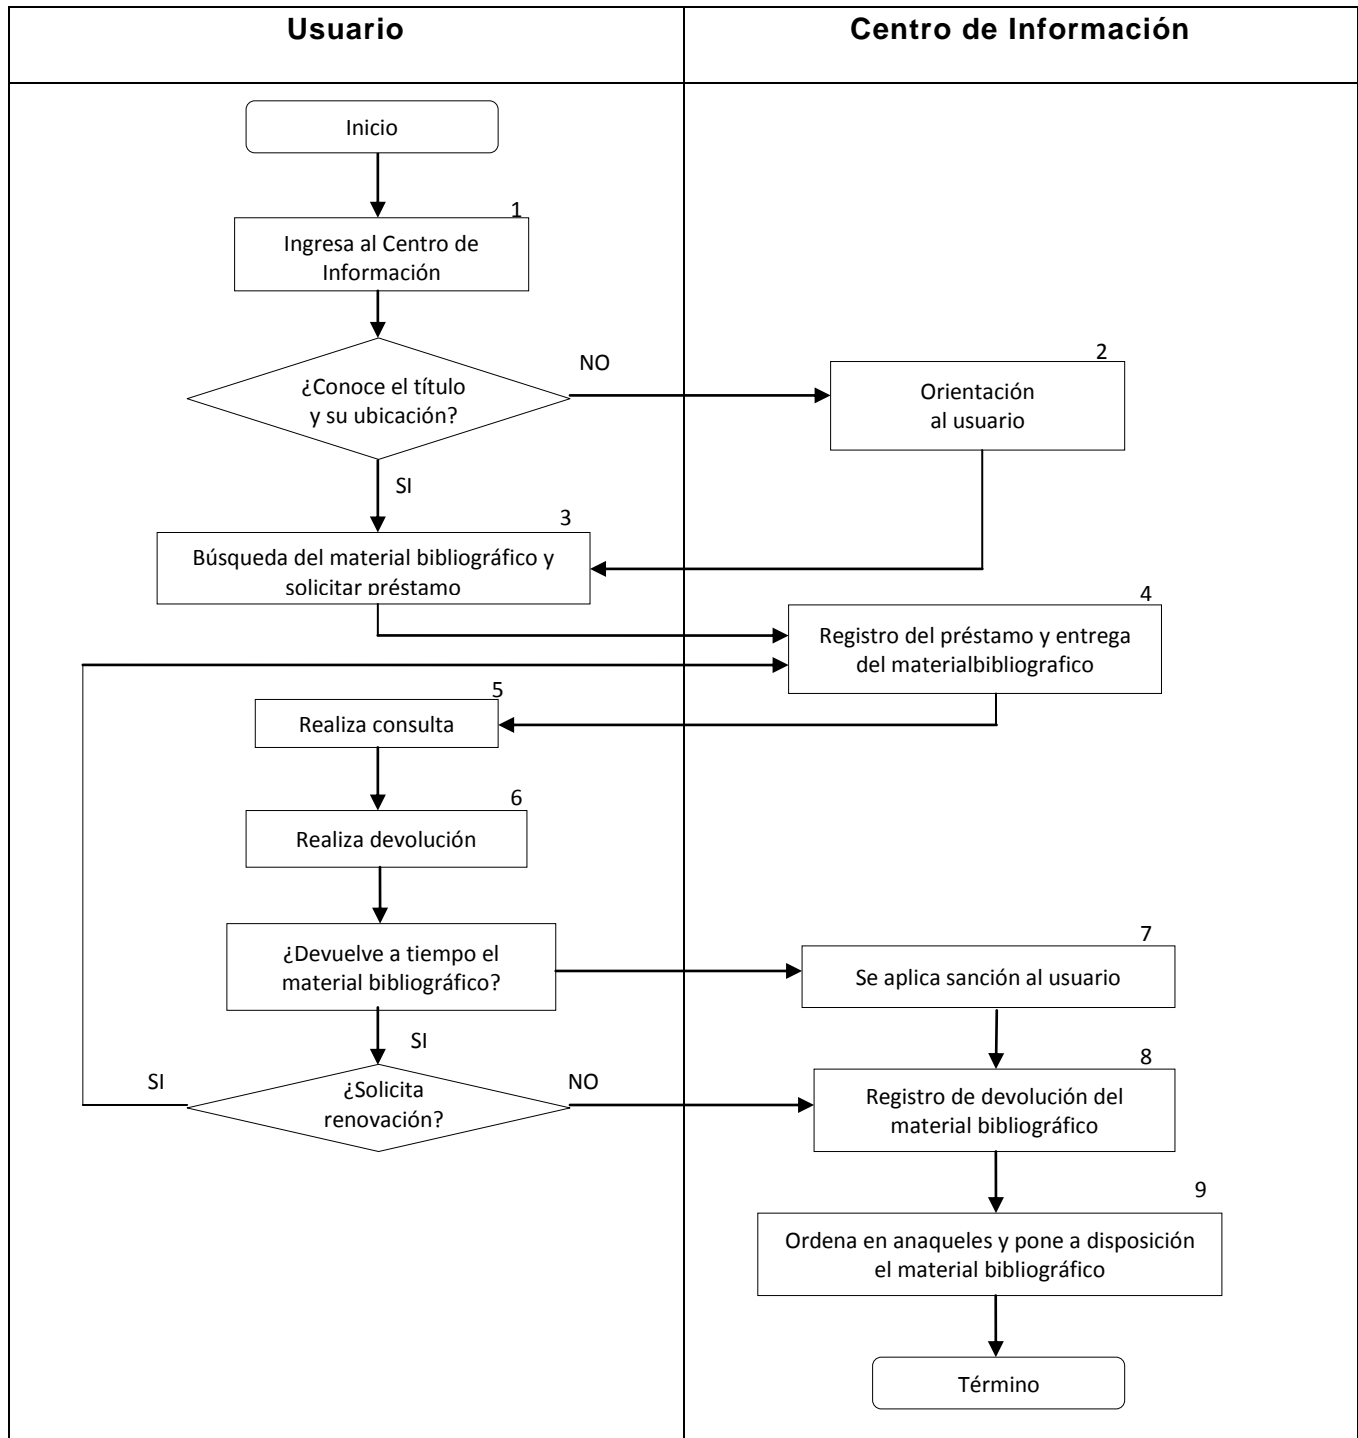 Usuario
Centro de Información
Inicio
1
Ingresa al Centro de
Información
¿Conoce el título
y su ubicación?
NO
2
Orientación
al usuario
SI
3
Búsqueda del material bibliográfico y
solicitar préstamo
4
Registro del préstamo y entrega
del materialbibliografico
5
Realiza consulta
6
Realiza devolución
¿Devuelve a tiempo el
material bibliográfico?
7
Se aplica sanción al usuario
SI
SI
¿Solicita
renovación?
NO
8
Registro de devolución del
material bibliográfico
9
Ordena en anaqueles y pone a disposición
el material bibliográfico
Término